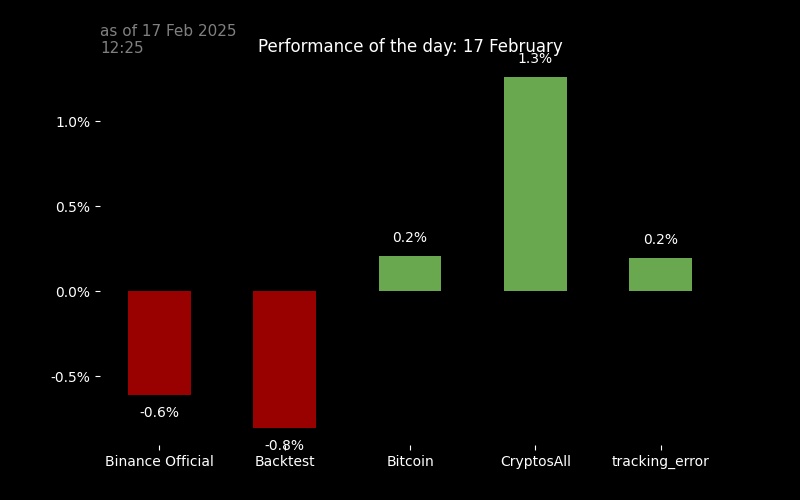 as of 17 Feb 2025
12:25
Performance of the day: 17 February
1.3%
1.0%
0.5%
0.2%
0.2%
0.0%
-0.5%
-0.6%
-0.8%
Binance Official
Backtest
Bitcoin
CryptosAll
tracking_error